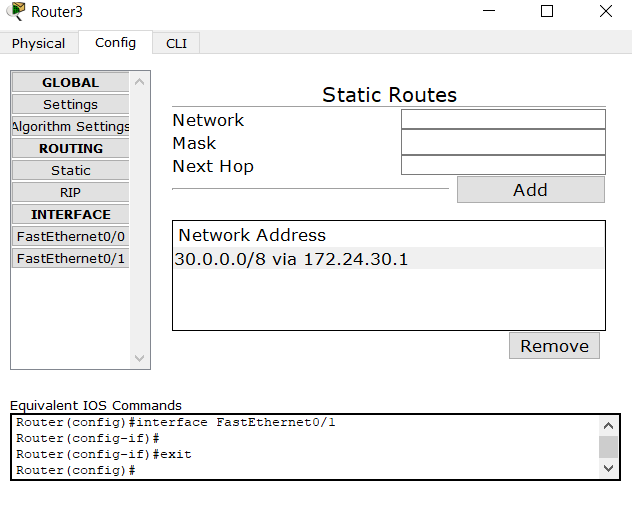 Router3
Physical Config CLI
GLOBAL
Settings
Algorithm Settings
ROUTING
Static
RIP
INTERFACE
FastEthernet0/0
FastEthernet0/1
Static Routes
Network
Mask
Next Hop
Add
Network Address
30.0.0.0/8 via 172.24.30.1
Remove
Equivalent IOS Commands
Router(config)#interface FastEthernet0/1
Router(config-if)#
Router(config-if)#exit
Router(config)#